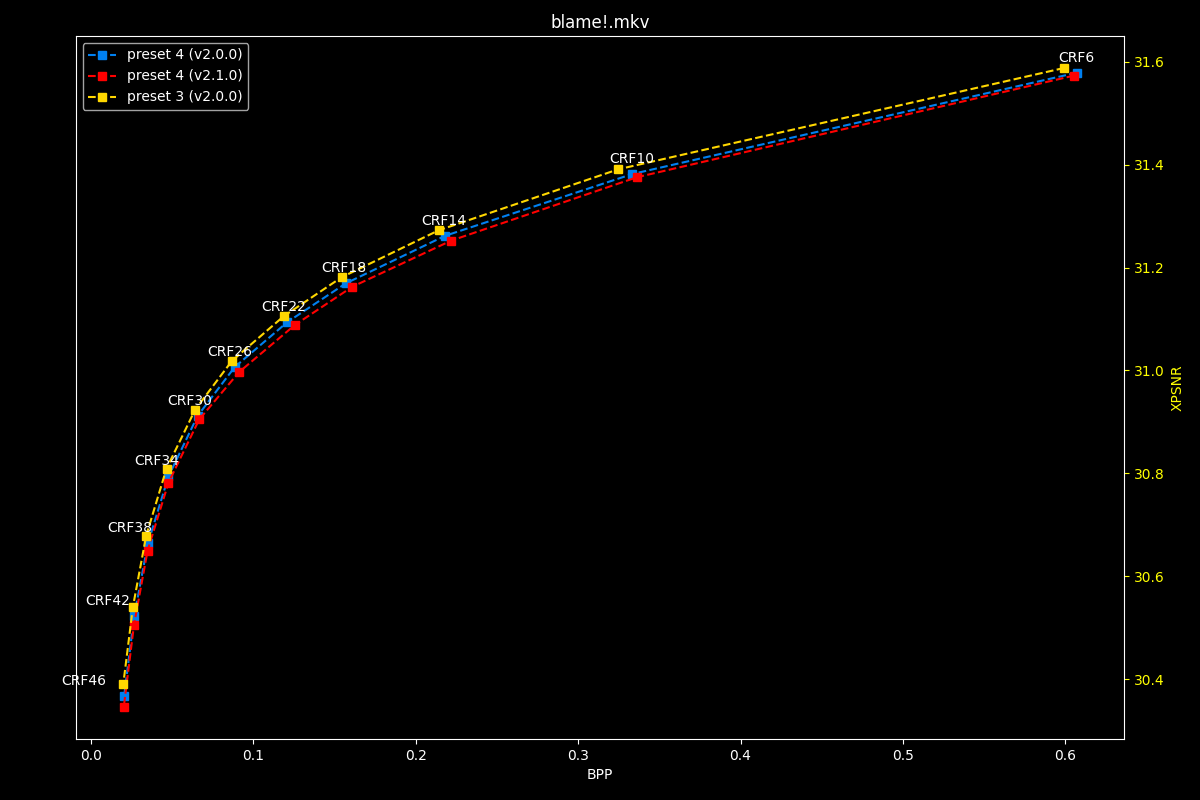 blame!.mkv
preset 4 (v2.0.0)
preset 4 (v2.1.0)
preset 3 (v2.0.0)
CRF6
CRF10
CRF14
CRF18
CRF22
CRF26
CRF30
CRF34
CRF38
CRF42
CRF46
31.6
31.4
31.2
31.0
30.8
30.6
30.4
XPSNR
0.0
0.1
0.2
0.3
0.4
0.5
0.6
BPP